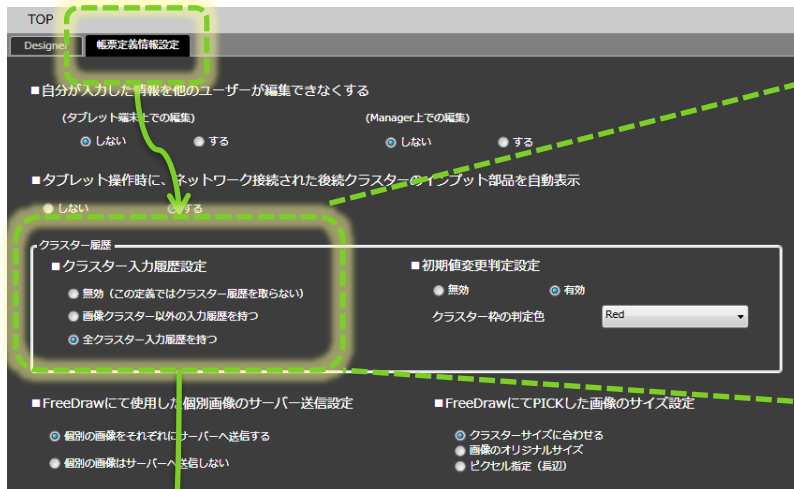 TOP
Designer 帳票定義情報設定
■自分が入力した情報を他のユーザーが編集できなくする
(タブレット端末上での編集) (Manager上での編集)
しない する しない する
■タブレット操作時に、ネットワーク接続された後続クラスターのインプット部品を自動表示
しない する
クラスター履歴
■クラスター入力履歴設定 ■初期値変更判定設定
無効（この定義ではクラスター履歴を取らない） 無効 有効
画像クラスター以外の入力履歴を持つ クラスター枠の判定色 Red
全クラスター入力履歴を持つ
■FreeDrawにて使用した個別画像のサーバー送信設定 ■FreeDrawにてPICKした画像のサイズ設定
個別の画像をそれぞれにサーバーへ送信する クラスターサイズに合わせる
画像のオリジナルサイズ
個別の画像はサーバーへ送信しない ピクセル指定（長辺）